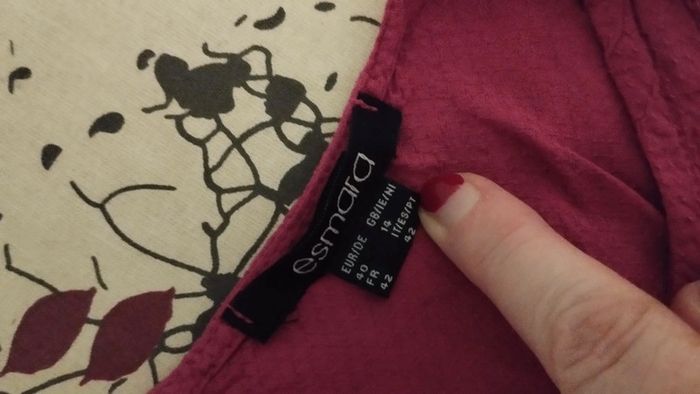 esmara
EUR/DE GB/IE/NI
40 14
FR IT/ES/PT
42 42